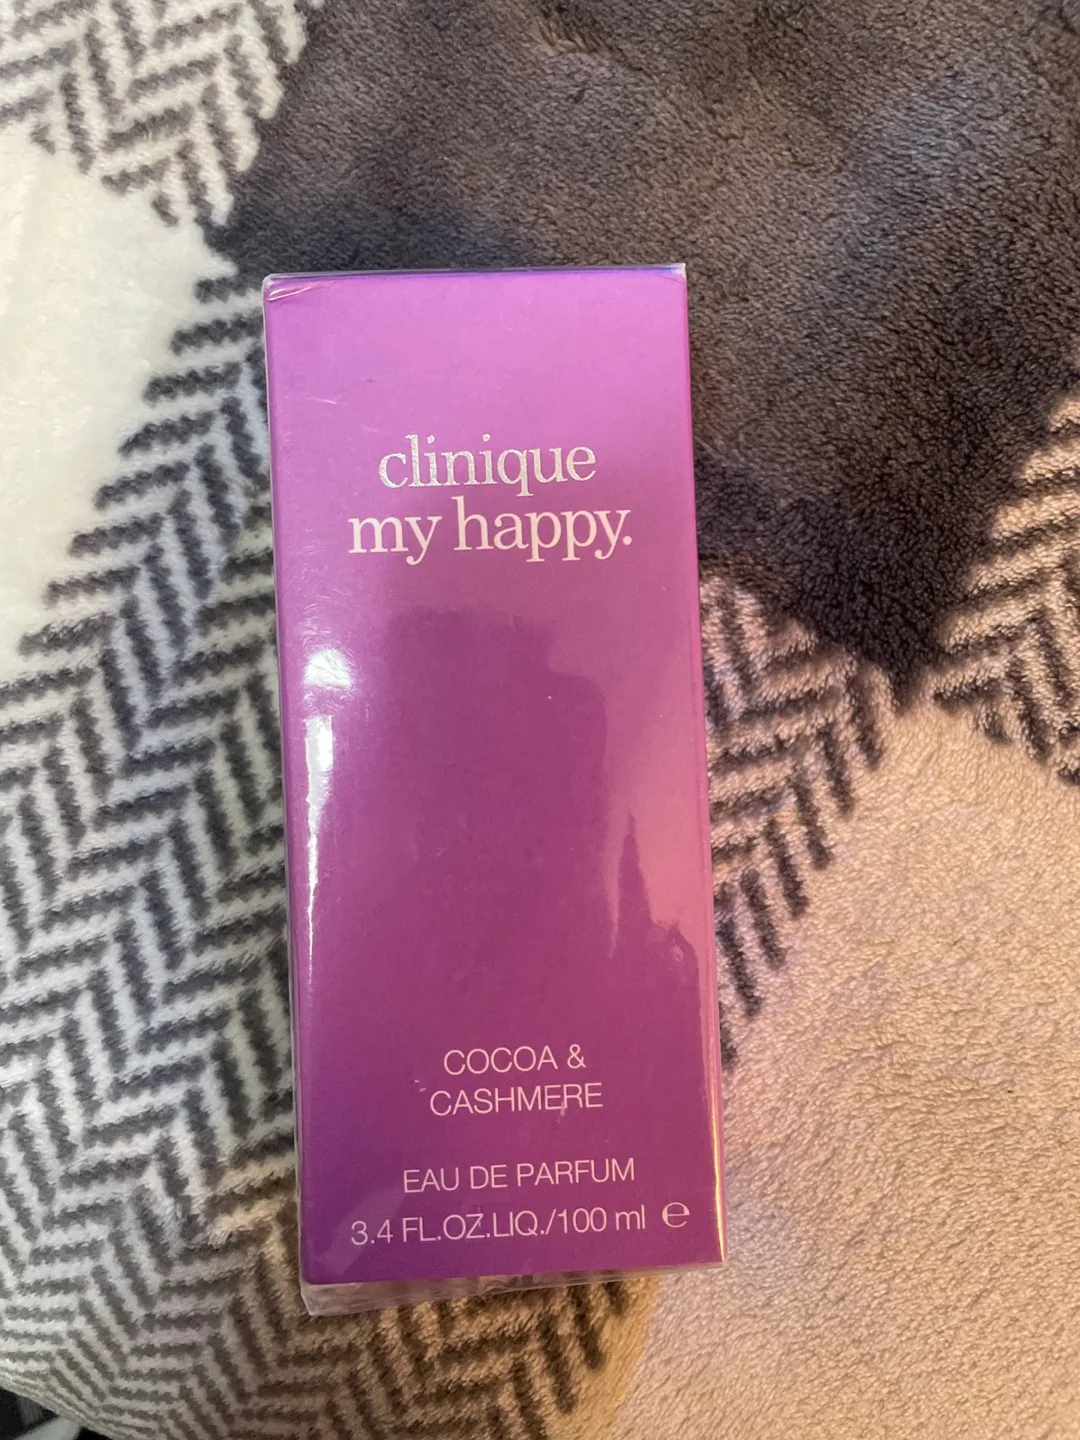 clinique
my happy.
COCOA &
CASHMERE
EAU DE PARFUM
3.4 FL.OZ.LIQ./100 ml ℮